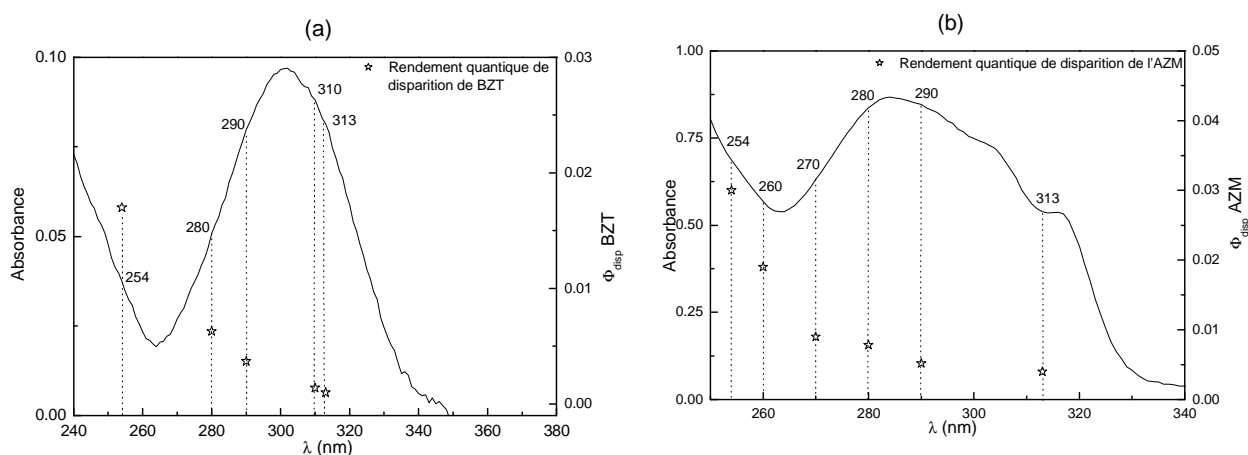 (a)
0.10
0.05
0.00
Absorbance
0.03
0.02
0.01
0.00
Φdisp BZT
Rendement quantique de
disparition de BZT
254
280
290
310
313
240 260 280 300 320 340 360 380
λ (nm)
(b)
1.00
0.75
0.50
0.25
0.00
Absorbance
0.05
0.04
0.03
0.02
0.01
0.00
Φdisp AZM
Rendement quantique de disparition de l'AZM
254
260
270
280
290
313
260 280 300 320 340
λ (nm)